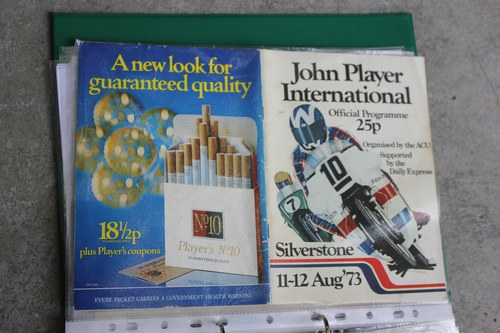 A new look for
guaranteed quality
Nº10
18½p
plus Player's coupons
Player's Nº10
EVERY PACKET CARRIES A GOVERNMENT HEALTH WARNING
John Player
International
Official Programme
25p
Organised by the ACU
Supported
by the
Daily Express
10
7
Silverstone
11-12 Aug '73